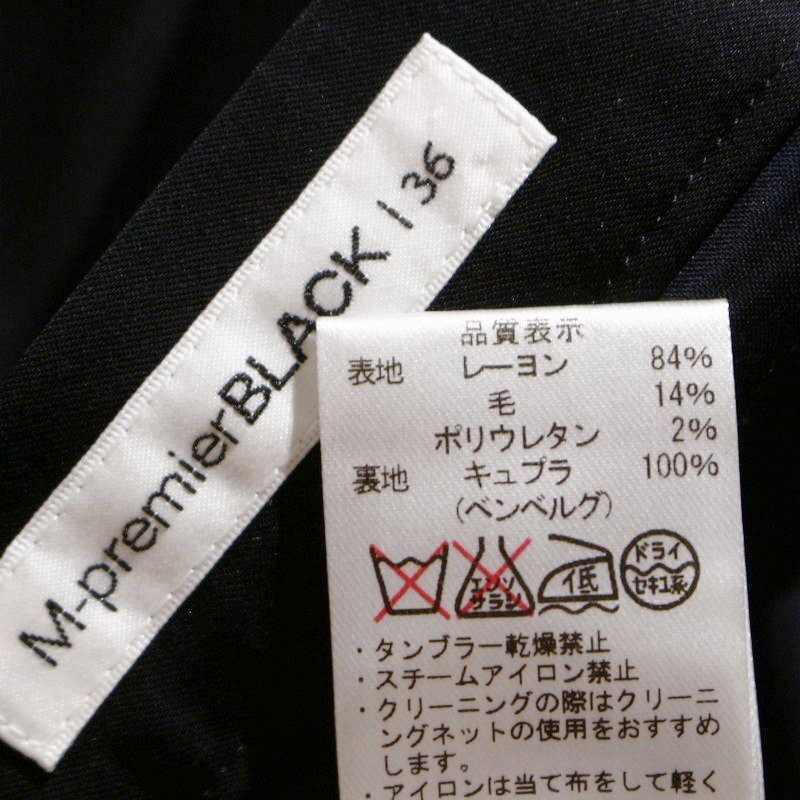 M-premierBLACK | 36
品質表示
表地 レーヨン 84%
毛 14%
ポリウレタン 2%
裏地 キュプラ 100%
(ベンベルグ)
エンソサラシ
イ低
ドライ
セキユ系
・タンブラー乾燥禁止
・スチームアイロン禁止
・クリーニングの際はクリーニ
ングネットの使用をおすすめ
します。
・アイロンは当て布をして軽く